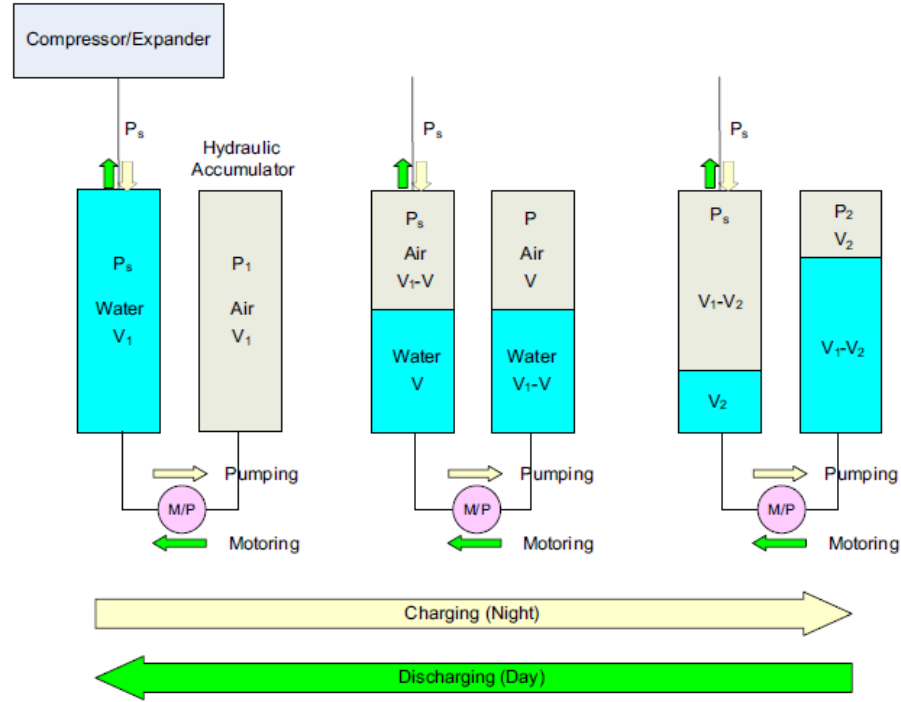 Compressor/Expander
Pₛ
Hydraulic
Accumulator
Pₛ
Water
V₁
P₁
Air
V₁
M/P
Pumping
Motoring
Pₛ
Pₛ
Air
V₁-V
Water
V
P
Air
V
Water
V₁-V
M/P
Pumping
Motoring
Pₛ
Pₛ
V₁-V₂
V₂
P₂
V₂
V₁-V₂
M/P
Pumping
Motoring
Charging (Night)
Discharging (Day)